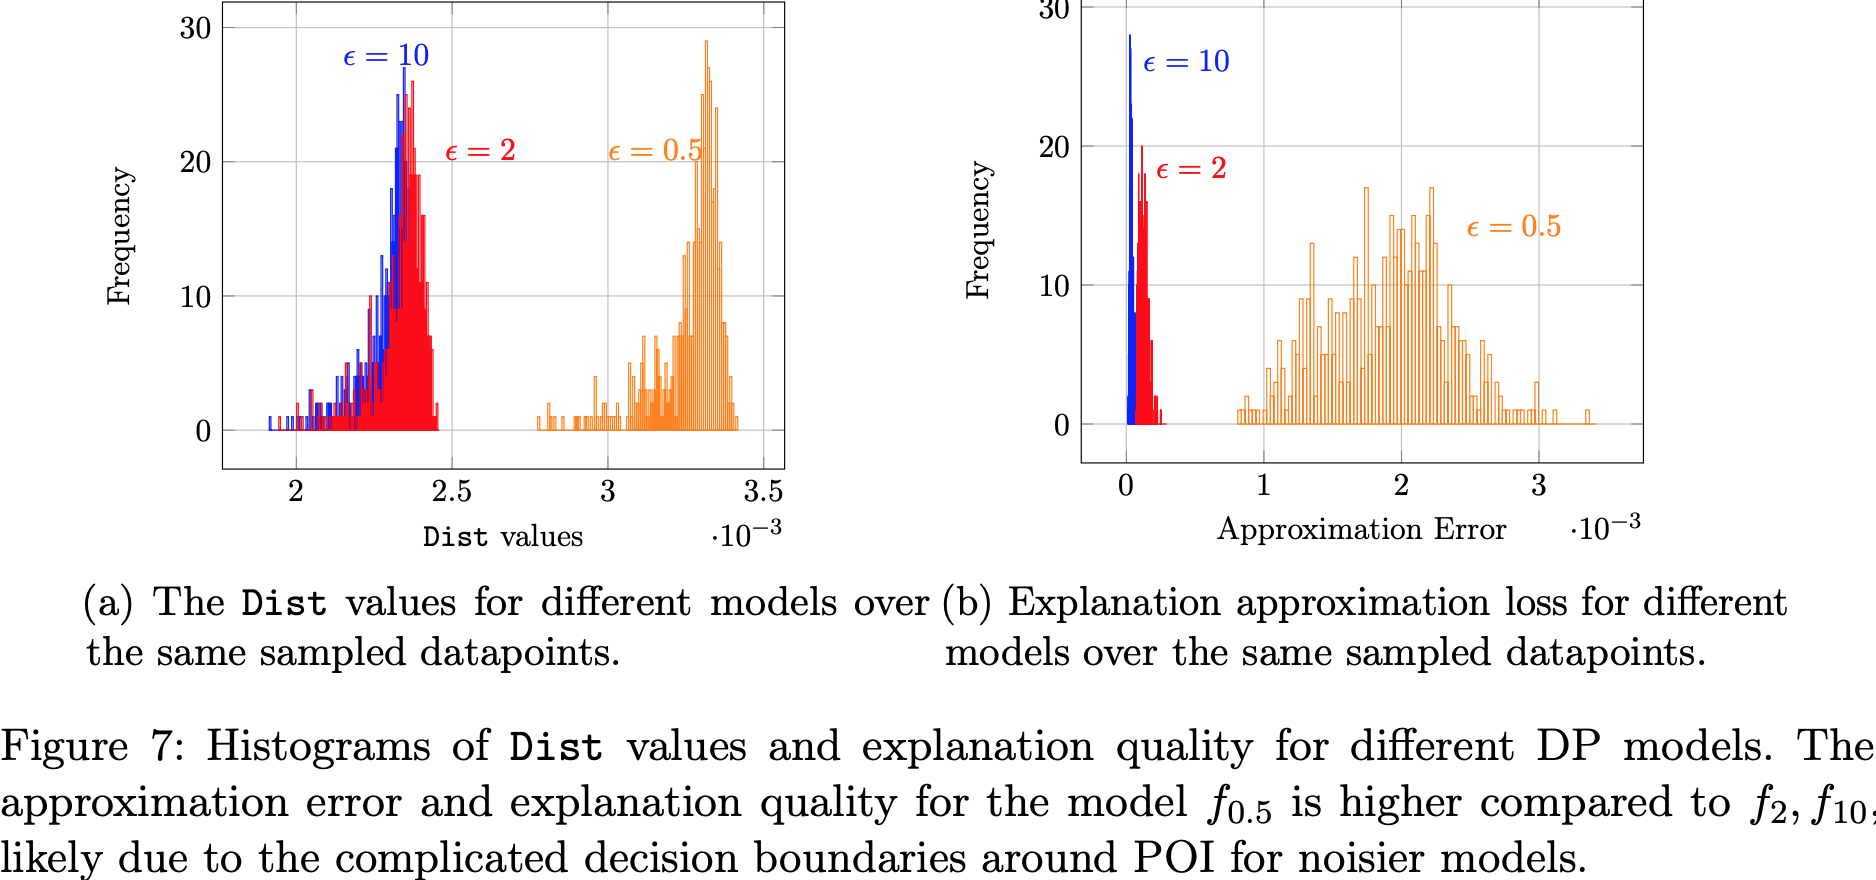 30
20
10
0
Frequency
ϵ = 10
ϵ = 2
ϵ = 0.5
2 2.5 3 3.5
Dist values ·10⁻³
30
20
10
0
Frequency
ϵ = 10
ϵ = 2
ϵ = 0.5
0 1 2 3
Approximation Error ·10⁻³
(a) The Dist values for different models over
the same sampled datapoints.
(b) Explanation approximation loss for different
models over the same sampled datapoints.
Figure 7: Histograms of Dist values and explanation quality for different DP models. The
approximation error and explanation quality for the model f₀.₅ is higher compared to f₂, f₁₀,
likely due to the complicated decision boundaries around POI for noisier models.